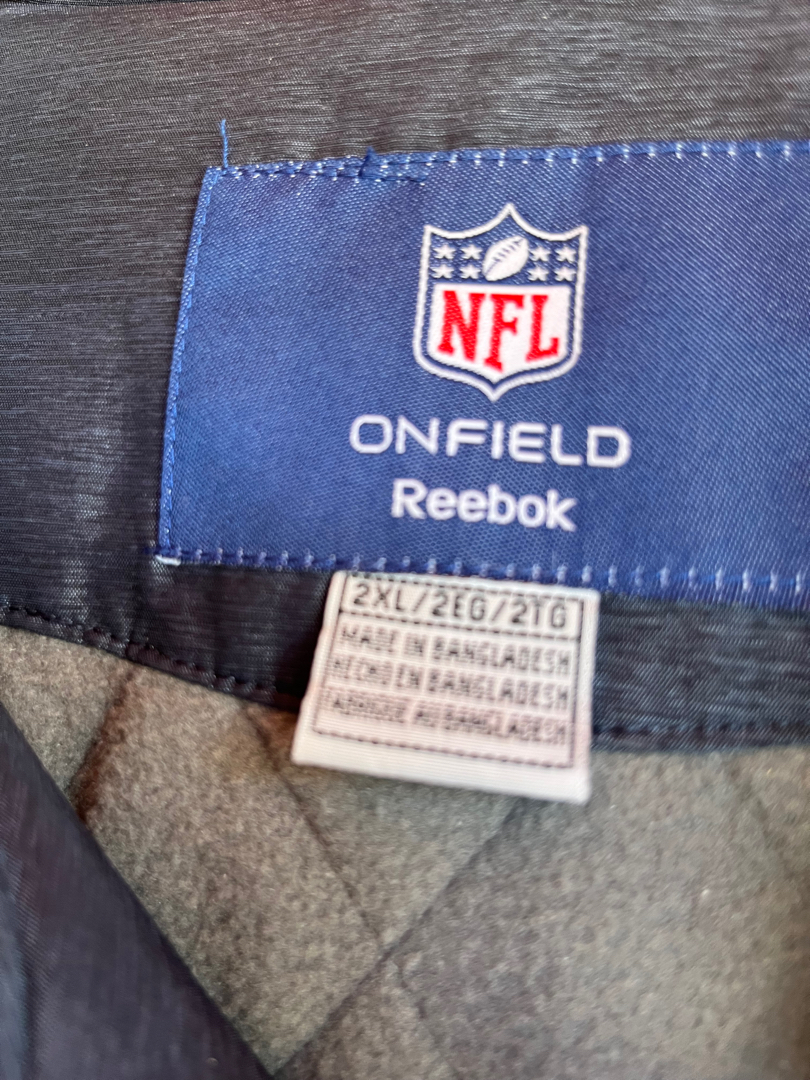 NFL
ONFIELD
Reebok
2XL/2EG/2TG
MADE IN BANGLADESH
HECHO EN BANGLADESH
FABRIQUE AU BANGLADESH